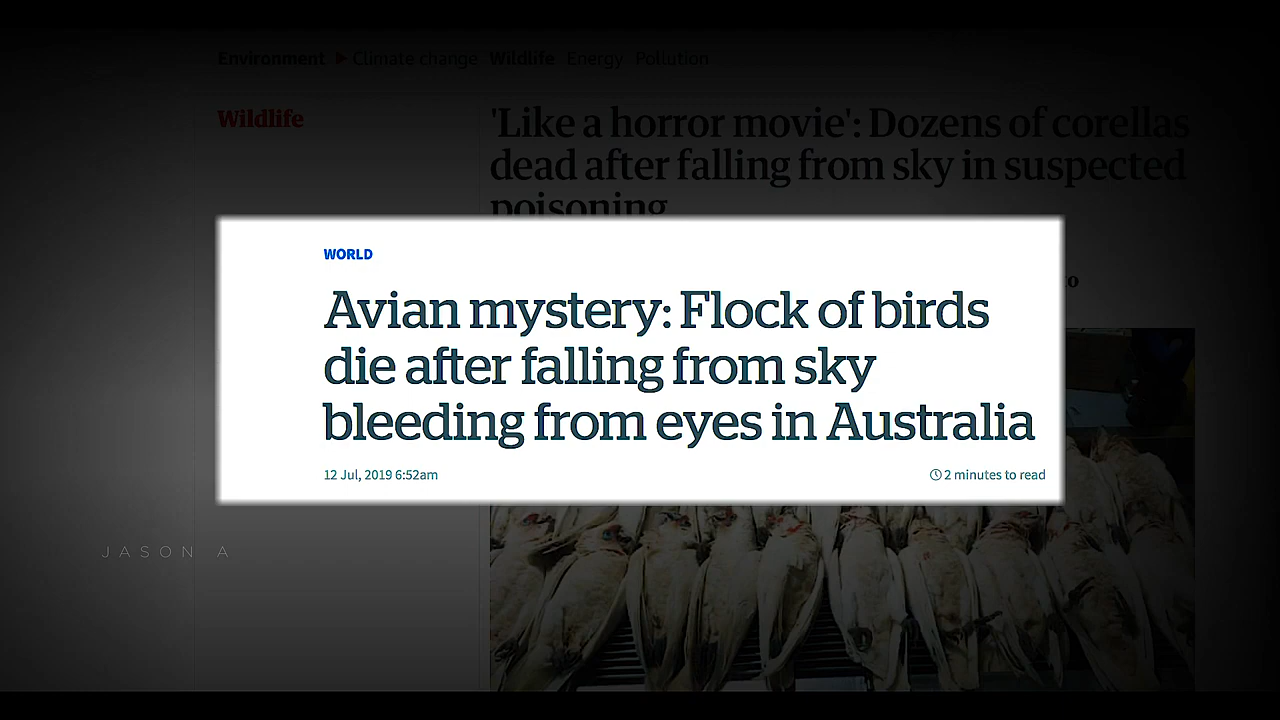 Environment ▶ Climate change Wildlife Energy Pollution
Wildlife
'Like a horror movie': Dozens of corellas
dead after falling from sky in suspected
poisoning
WORLD
Avian mystery: Flock of birds
die after falling from sky
bleeding from eyes in Australia
12 Jul, 2019 6:52am
2 minutes to read
JASON A